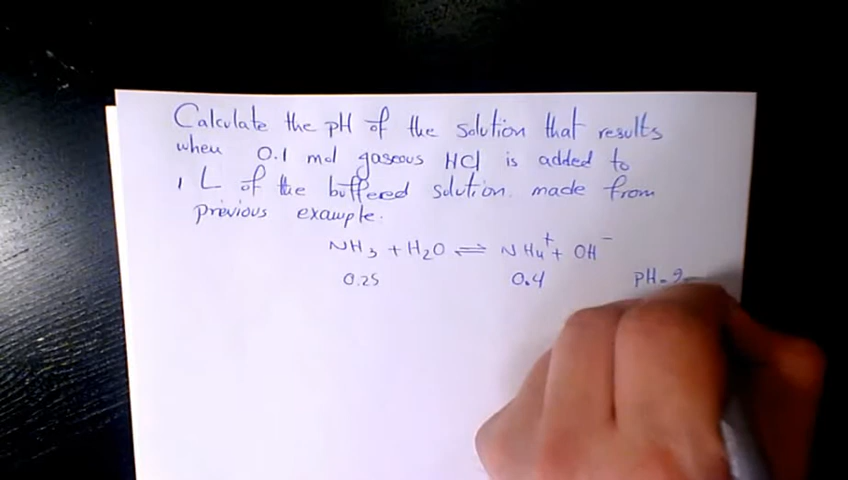 Calculate the pH of the solution that results
when 0.1 mol gaseous HCl is added to
1 L of the buffered solution. made from
previous example.
NH3 + H2O ⇌ NH4+ + OH-
0.25 0.4 pH = 9